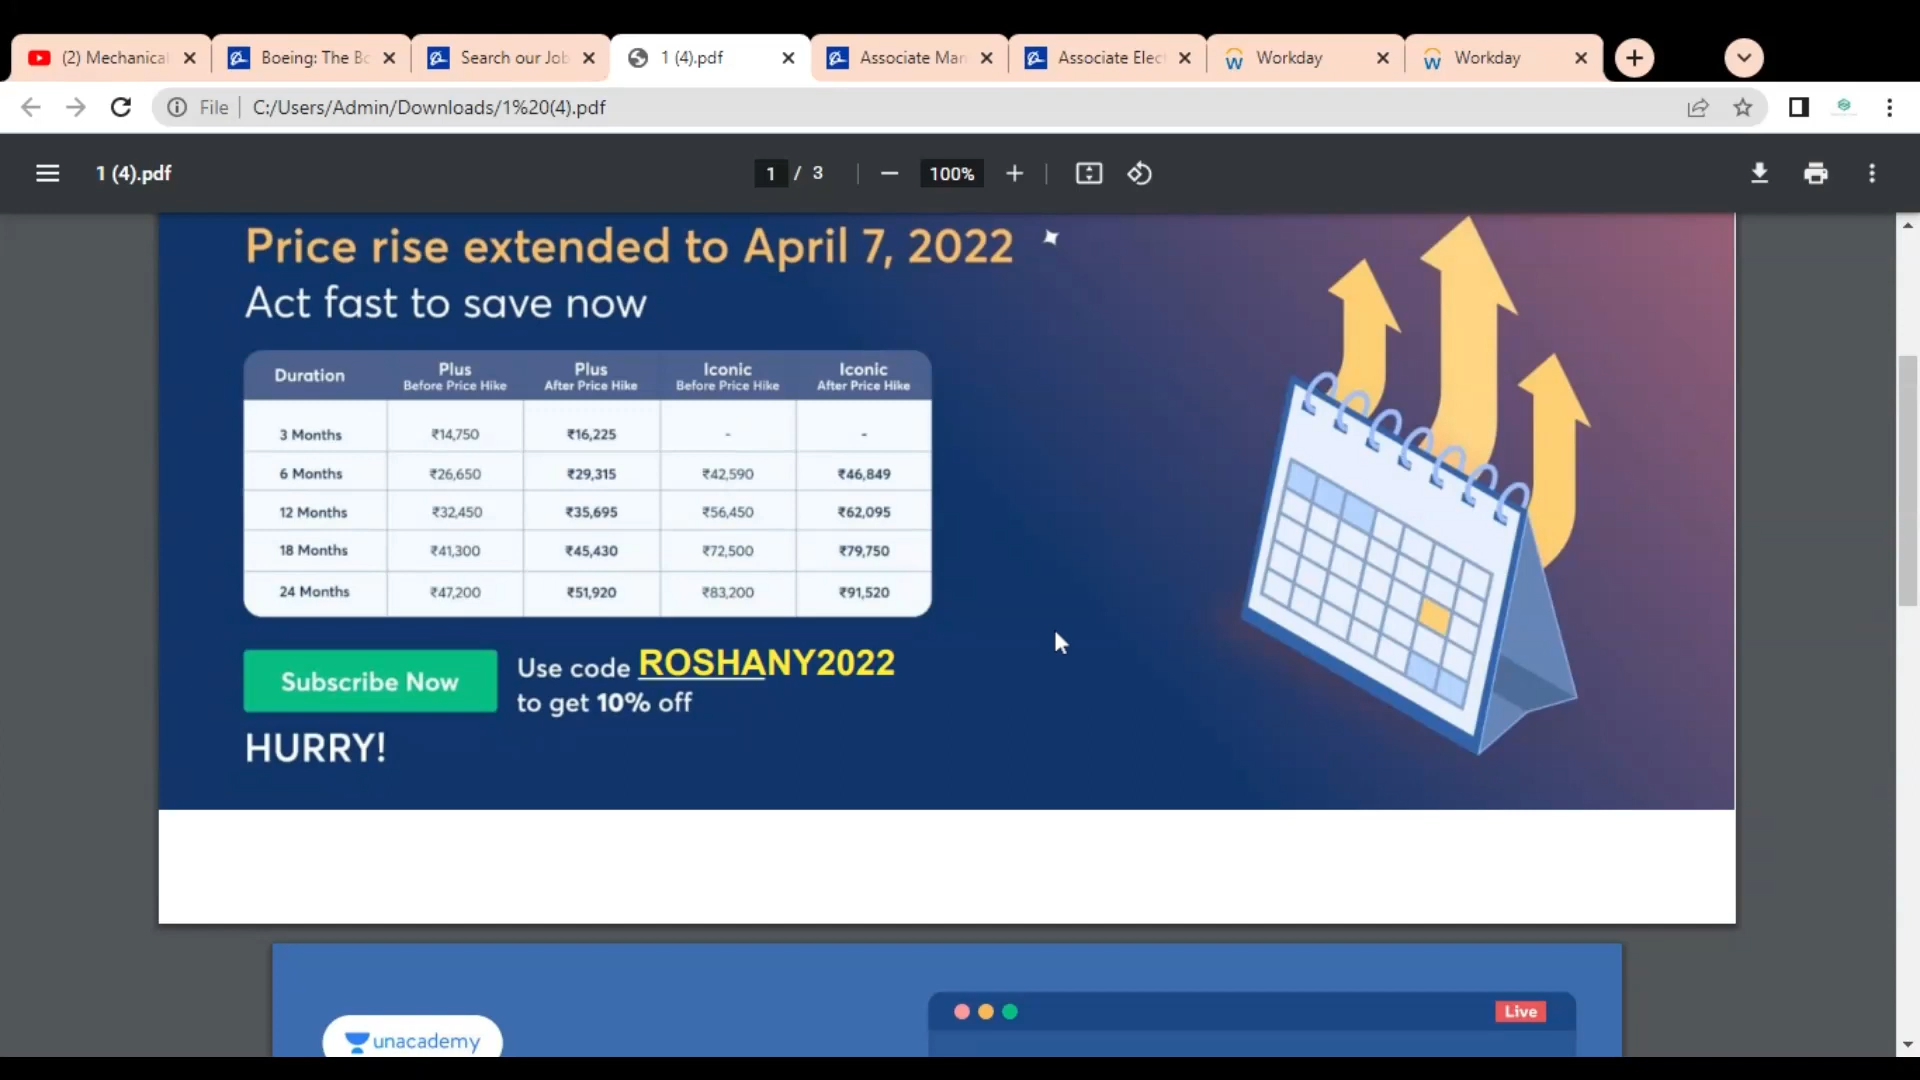 (2) Mechanical
Boeing: The Bo
Search our Job
1 (4).pdf
Associate Man
Associate Elect
Workday
Workday
File
C:/Users/Admin/Downloads/1%20(4).pdf
1 (4).pdf
1 / 3
100%
Price rise extended to April 7, 2022
Act fast to save now
Duration Plus Before Price Hike Plus After Price Hike Iconic Before Price Hike Iconic After Price Hike
3 Months ₹14,750 ₹16,225 - -
6 Months ₹26,650 ₹29,315 ₹42,590 ₹46,849
12 Months ₹32,450 ₹35,695 ₹56,450 ₹62,095
18 Months ₹41,300 ₹45,430 ₹72,500 ₹79,750
24 Months ₹47,200 ₹51,920 ₹83,200 ₹91,520
Subscribe Now
Use code ROSHANY2022
to get 10% off
HURRY!
Live
unacademy